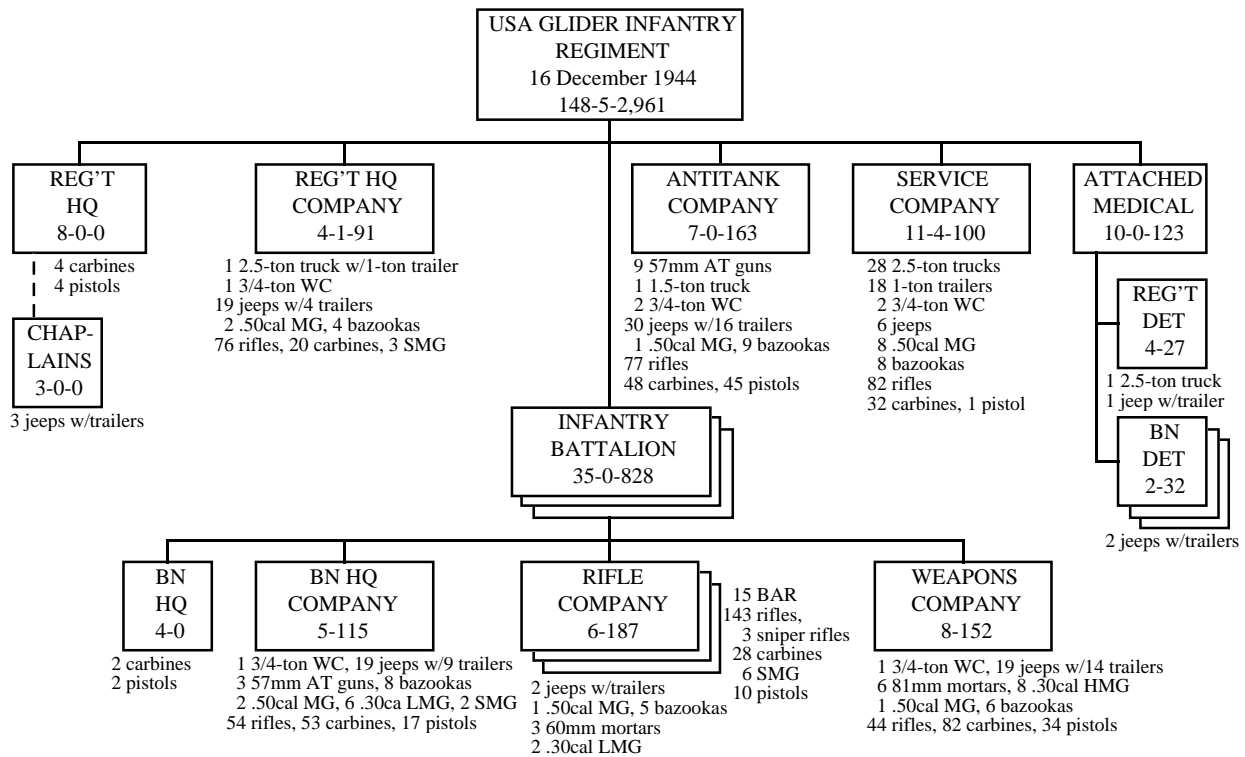 USA GLIDER INFANTRY
REGIMENT
16 December 1944
148-5-2,961
REG'T
HQ
8-0-0
4 carbines
4 pistols
CHAP-
LAINS
3-0-0
3 jeeps w/trailers
REG'T HQ
COMPANY
4-1-91
1 2.5-ton truck w/1-ton trailer
1 3/4-ton WC
19 jeeps w/4 trailers
2 .50cal MG, 4 bazookas
76 rifles, 20 carbines, 3 SMG
ANTITANK
COMPANY
7-0-163
9 57mm AT guns
1 1.5-ton truck
2 3/4-ton WC
30 jeeps w/16 trailers
1 .50cal MG, 9 bazookas
77 rifles
48 carbines, 45 pistols
SERVICE
COMPANY
11-4-100
28 2.5-ton trucks
18 1-ton trailers
2 3/4-ton WC
6 jeeps
8 .50cal MG
8 bazookas
82 rifles
32 carbines, 1 pistol
ATTACHED
MEDICAL
10-0-123
REG'T
DET
4-27
1 2.5-ton truck
1 jeep w/trailer
BN
DET
2-32
2 jeeps w/trailers
INFANTRY
BATTALION
35-0-828
BN
HQ
4-0
2 carbines
2 pistols
BN HQ
COMPANY
5-115
1 3/4-ton WC, 19 jeeps w/9 trailers
3 57mm AT guns, 8 bazookas
2 .50cal MG, 6 .30ca LMG, 2 SMG
54 rifles, 53 carbines, 17 pistols
RIFLE
COMPANY
6-187
2 jeeps w/trailers
1 .50cal MG, 5 bazookas
3 60mm mortars
2 .30cal LMG
15 BAR
143 rifles,
3 sniper rifles
28 carbines
6 SMG
10 pistols
WEAPONS
COMPANY
8-152
1 3/4-ton WC, 19 jeeps w/14 trailers
6 81mm mortars, 8 .30cal HMG
1 .50cal MG, 6 bazookas
44 rifles, 82 carbines, 34 pistols